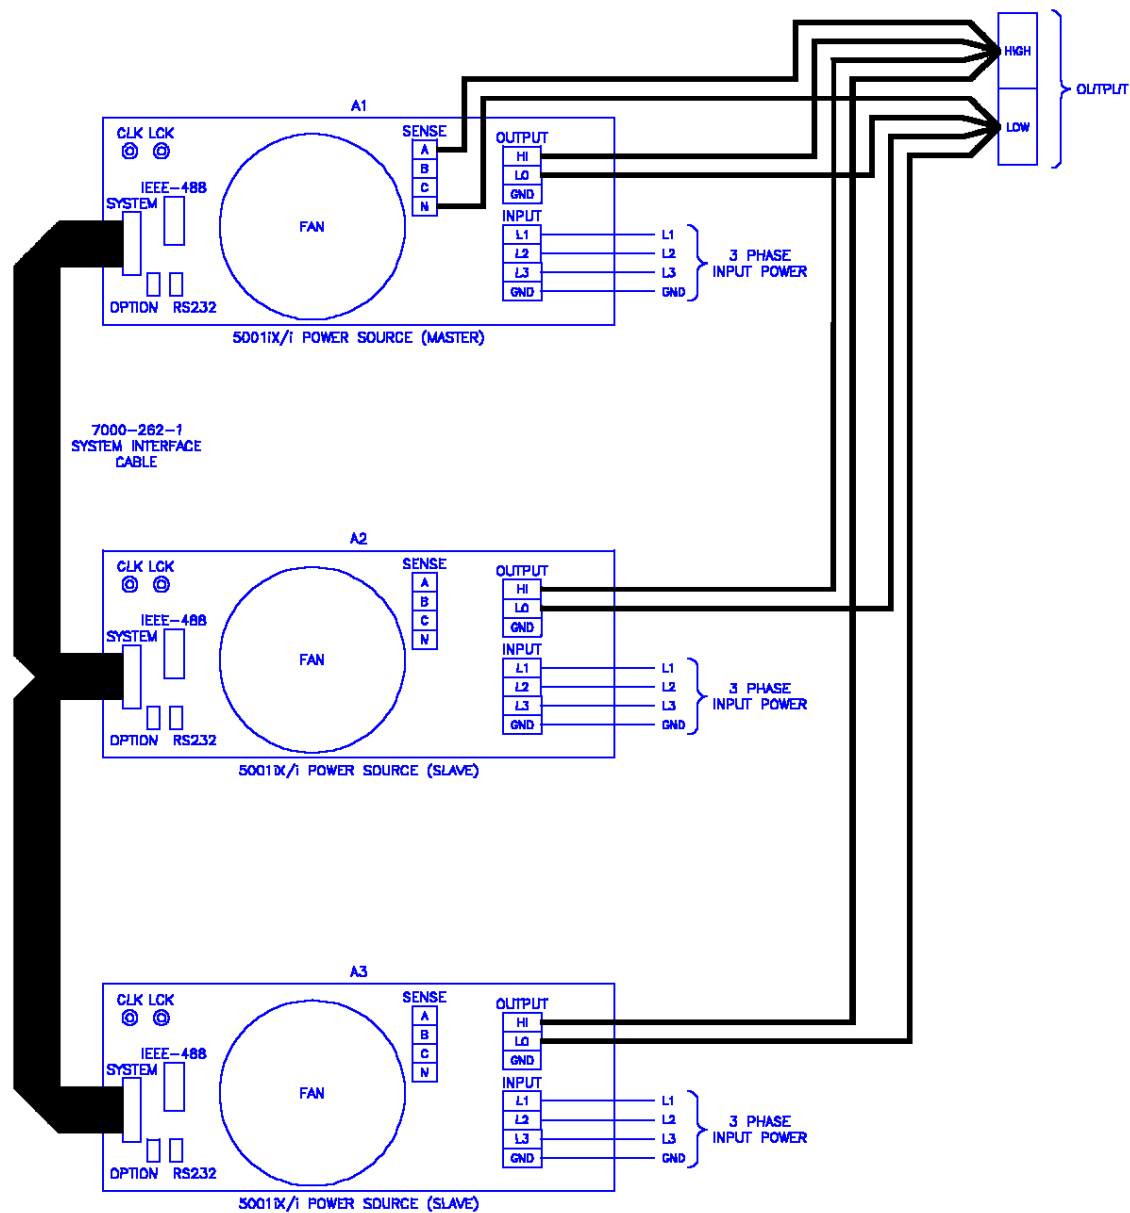 HIGH
OUTPUT
LOW
A1
CLK LCK
SENSE
A
B
C
N
OUTPUT
HI
LO
GND
IEEE-488
SYSTEM
FAN
INPUT
L1
L2
L3
GND
L1
L2
L3
GND
3 PHASE
INPUT POWER
OPTION RS232
5001iX/i POWER SOURCE (MASTER)
7000-262-1
SYSTEM INTERFACE
CABLE
A2
CLK LCK
SENSE
A
B
C
N
OUTPUT
HI
LO
GND
IEEE-488
SYSTEM
FAN
INPUT
L1
L2
L3
GND
L1
L2
L3
GND
3 PHASE
INPUT POWER
OPTION RS232
5001iX/i POWER SOURCE (SLAVE)
A3
CLK LCK
SENSE
A
B
C
N
OUTPUT
HI
LO
GND
IEEE-488
SYSTEM
FAN
INPUT
L1
L2
L3
GND
L1
L2
L3
GND
3 PHASE
INPUT POWER
OPTION RS232
5001iX/i POWER SOURCE (SLAVE)